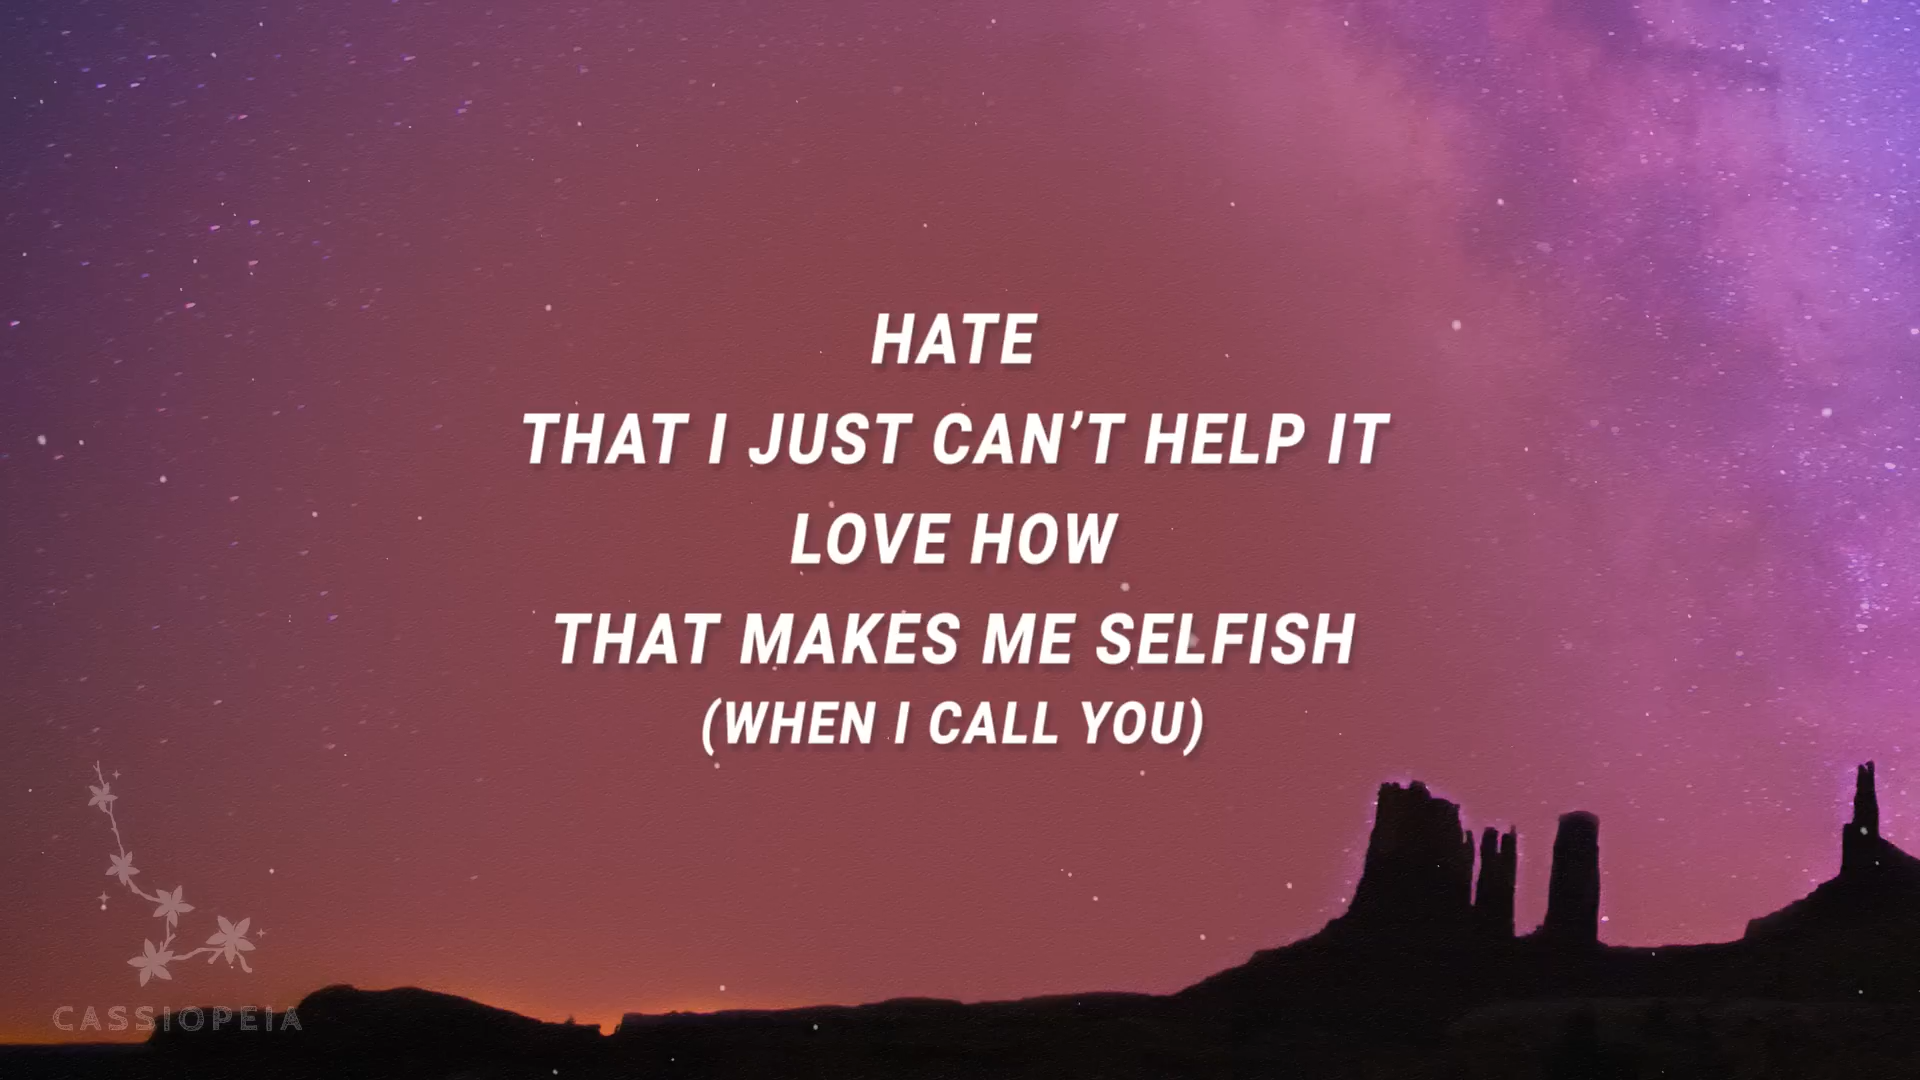 HATE
THAT I JUST CAN’T HELP IT
LOVE HOW
THAT MAKES ME SELFISH
(WHEN I CALL YOU)
CASSIOPEIA